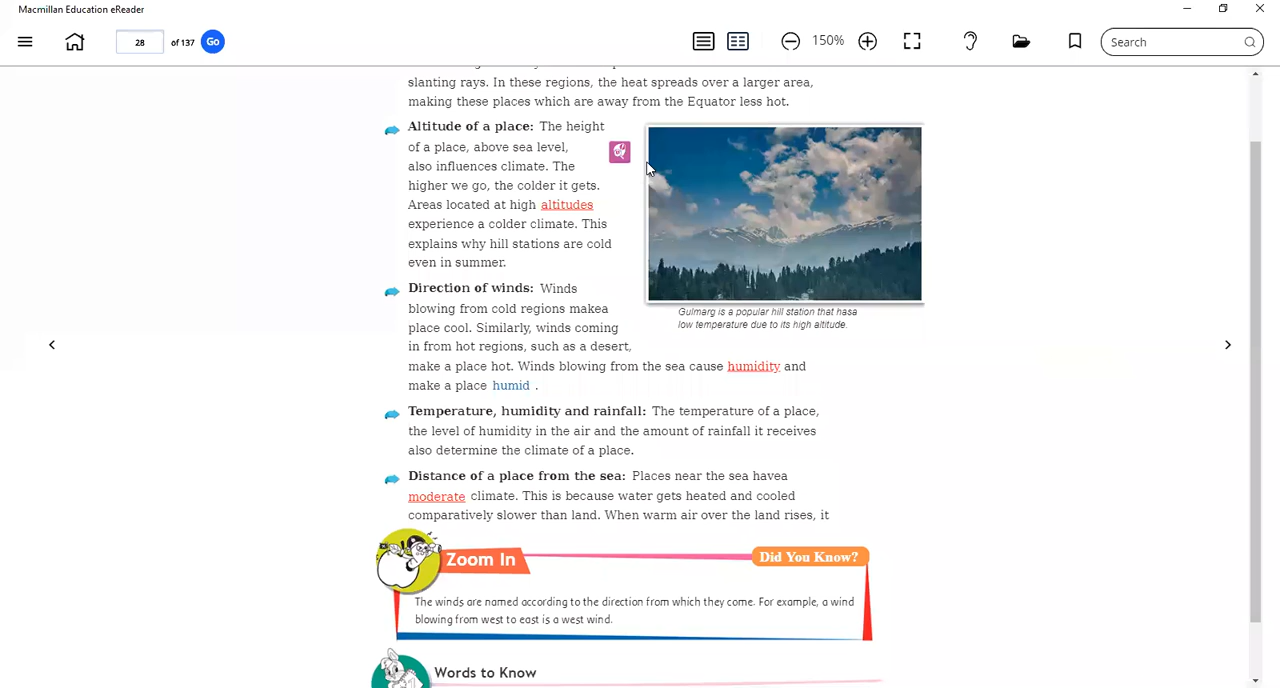 Macmillan Education eReader
28 of 137 Go 150% Search
slanting rays. In these regions, the heat spreads over a larger area,
making these places which are away from the Equator less hot.
Altitude of a place: The height
of a place, above sea level,
also influences climate. The
higher we go, the colder it gets.
Areas located at high altitudes
experience a colder climate. This
explains why hill stations are cold
even in summer.
Gulmarg is a popular hill station that hasa
low temperature due to its high altitude.
Direction of winds: Winds
blowing from cold regions makea
place cool. Similarly, winds coming
in from hot regions, such as a desert,
make a place hot. Winds blowing from the sea cause humidity and
make a place humid .
Temperature, humidity and rainfall: The temperature of a place,
the level of humidity in the air and the amount of rainfall it receives
also determine the climate of a place.
Distance of a place from the sea: Places near the sea havea
moderate climate. This is because water gets heated and cooled
comparatively slower than land. When warm air over the land rises, it
Zoom In
Did You Know?
The winds are named according to the direction from which they come. For example, a wind
blowing from west to east is a west wind.
Words to Know